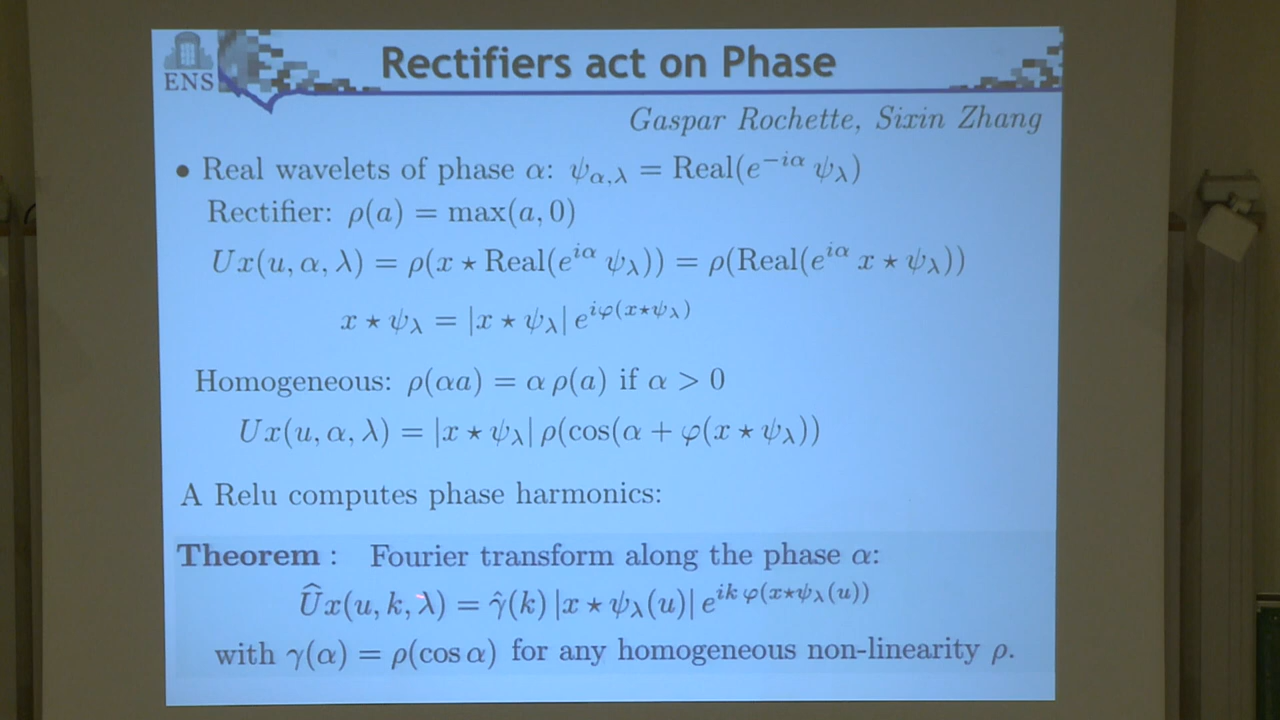 Rectifiers act on Phase
ENS
Gaspar Rochette, Sixin Zhang
• Real wavelets of phase α: ψ_{α,λ} = Real(e^{−iα} ψ_λ)
Rectifier: ρ(a) = max(a, 0)
Ux(u, α, λ) = ρ(x ⋆ Real(e^{iα} ψ_λ)) = ρ(Real(e^{iα} x ⋆ ψ_λ))
x ⋆ ψ_λ = |x ⋆ ψ_λ| e^{iφ(x⋆ψ_λ)}
Homogeneous: ρ(αa) = α ρ(a) if α > 0
Ux(u, α, λ) = |x ⋆ ψ_λ| ρ(cos(α + φ(x ⋆ ψ_λ))
A Relu computes phase harmonics:
Theorem : Fourier transform along the phase α:
Ûx(u, k, λ) = γ̂(k) |x ⋆ ψ_λ(u)| e^{ik φ(x⋆ψ_λ(u))}
with γ(α) = ρ(cos α) for any homogeneous non-linearity ρ.